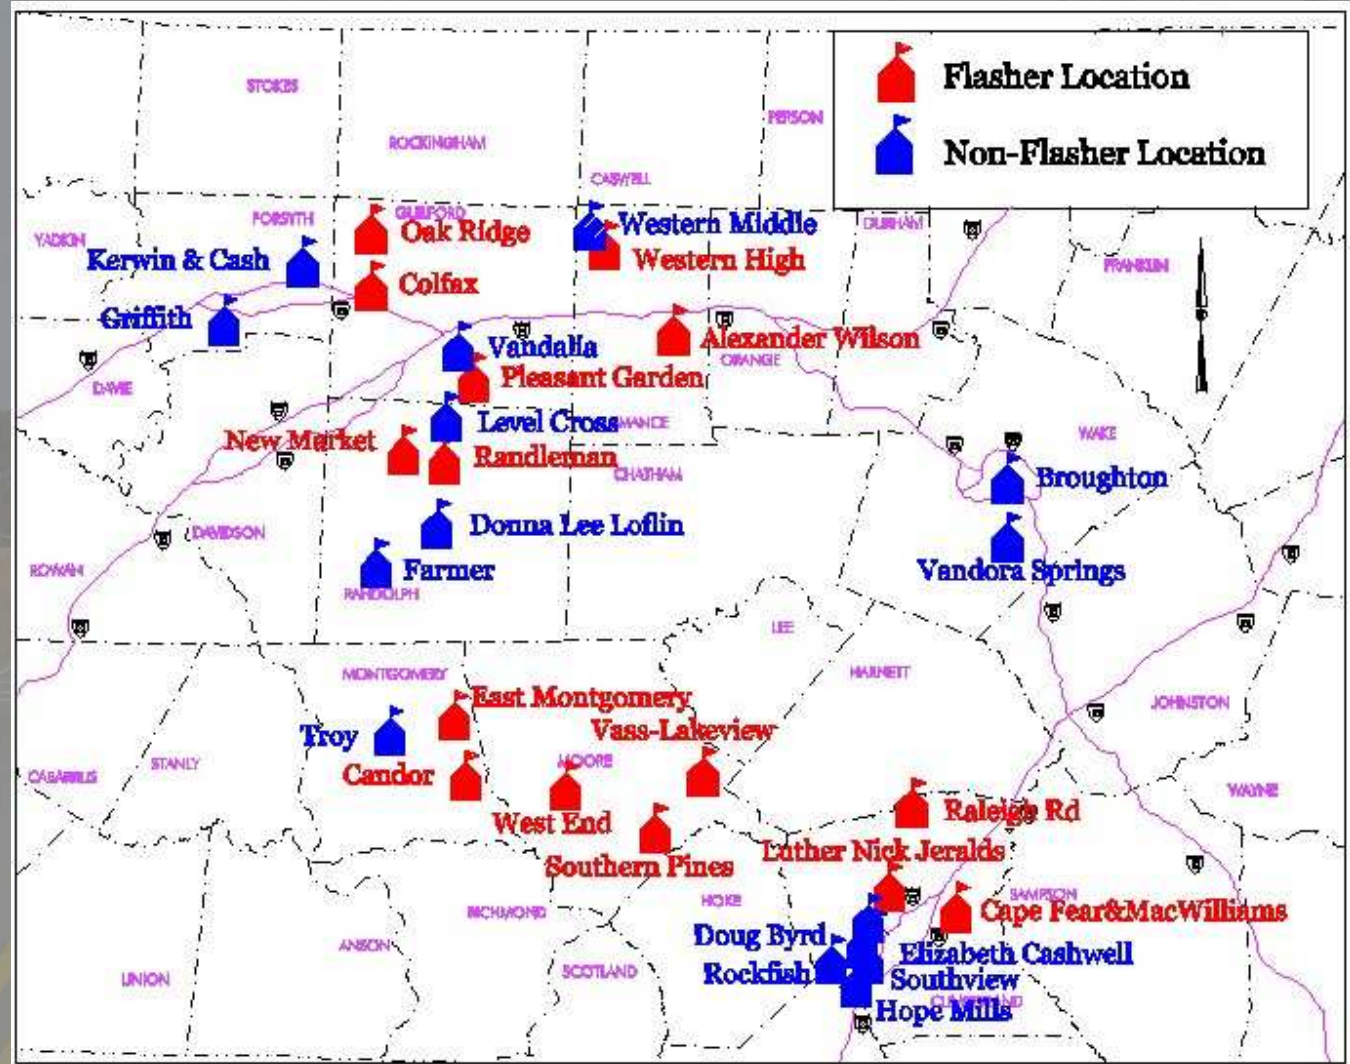 Flasher Location
STOKES
PERSON
ROCKINGHAM
Non-Flasher Location
CASWELL
FORSYTH
GUILFORD
Western Middle
DURHAM
YADKIN
Oak Ridge
Kerwin & Cash
Western High
FRANKLIN
Colfax
Griffith
Alexander Wilson
Vandalia
ORANGE
Pleasant Garden
DAVIE
Level Cross
MANCE
WAKE
New Market
Randleman
CHATHAM
Broughton
Donna Lee Loflin
DAVIDSON
Farmer
Vandora Springs
ROWAN
RANDOLPH
LEE
MONTGOMERY
HARNETT
East Montgomery
JOHNSTON
Troy
Vass-Lakeview
STANLY
MOORE
Candor
CABARRUS
WAYNE
West End
Raleigh Rd
Southern Pines
Luther Nick Jeralds
HOKE
SAMPSON
RICHMOND
Cape Fear&MacWilliams
Doug Byrd
ANSON
Elizabeth Cashwell
Rockfish
SCOTLAND
Southview
UNION
CUMBERLAND
Hope Mills